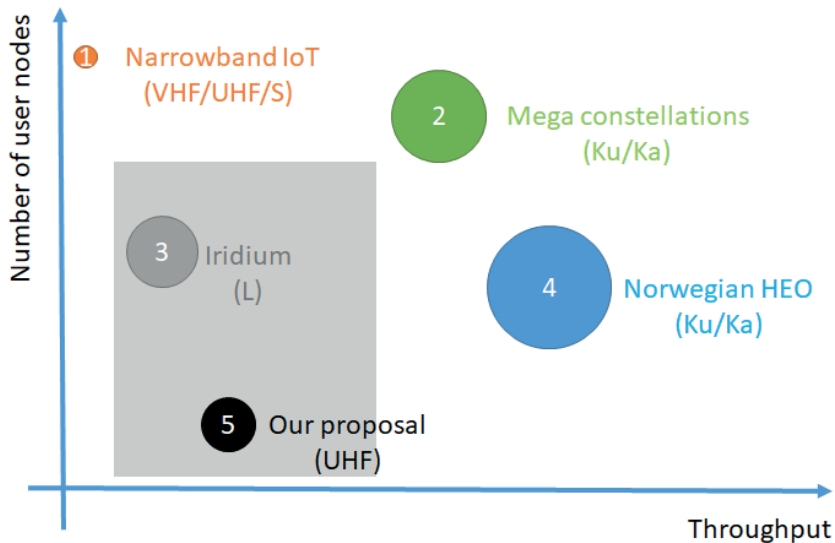 Number of user nodes
1
Narrowband IoT
(VHF/UHF/S)
2
Mega constellations
(Ku/Ka)
3
Iridium
(L)
4
Norwegian HEO
(Ku/Ka)
5
Our proposal
(UHF)
Throughput